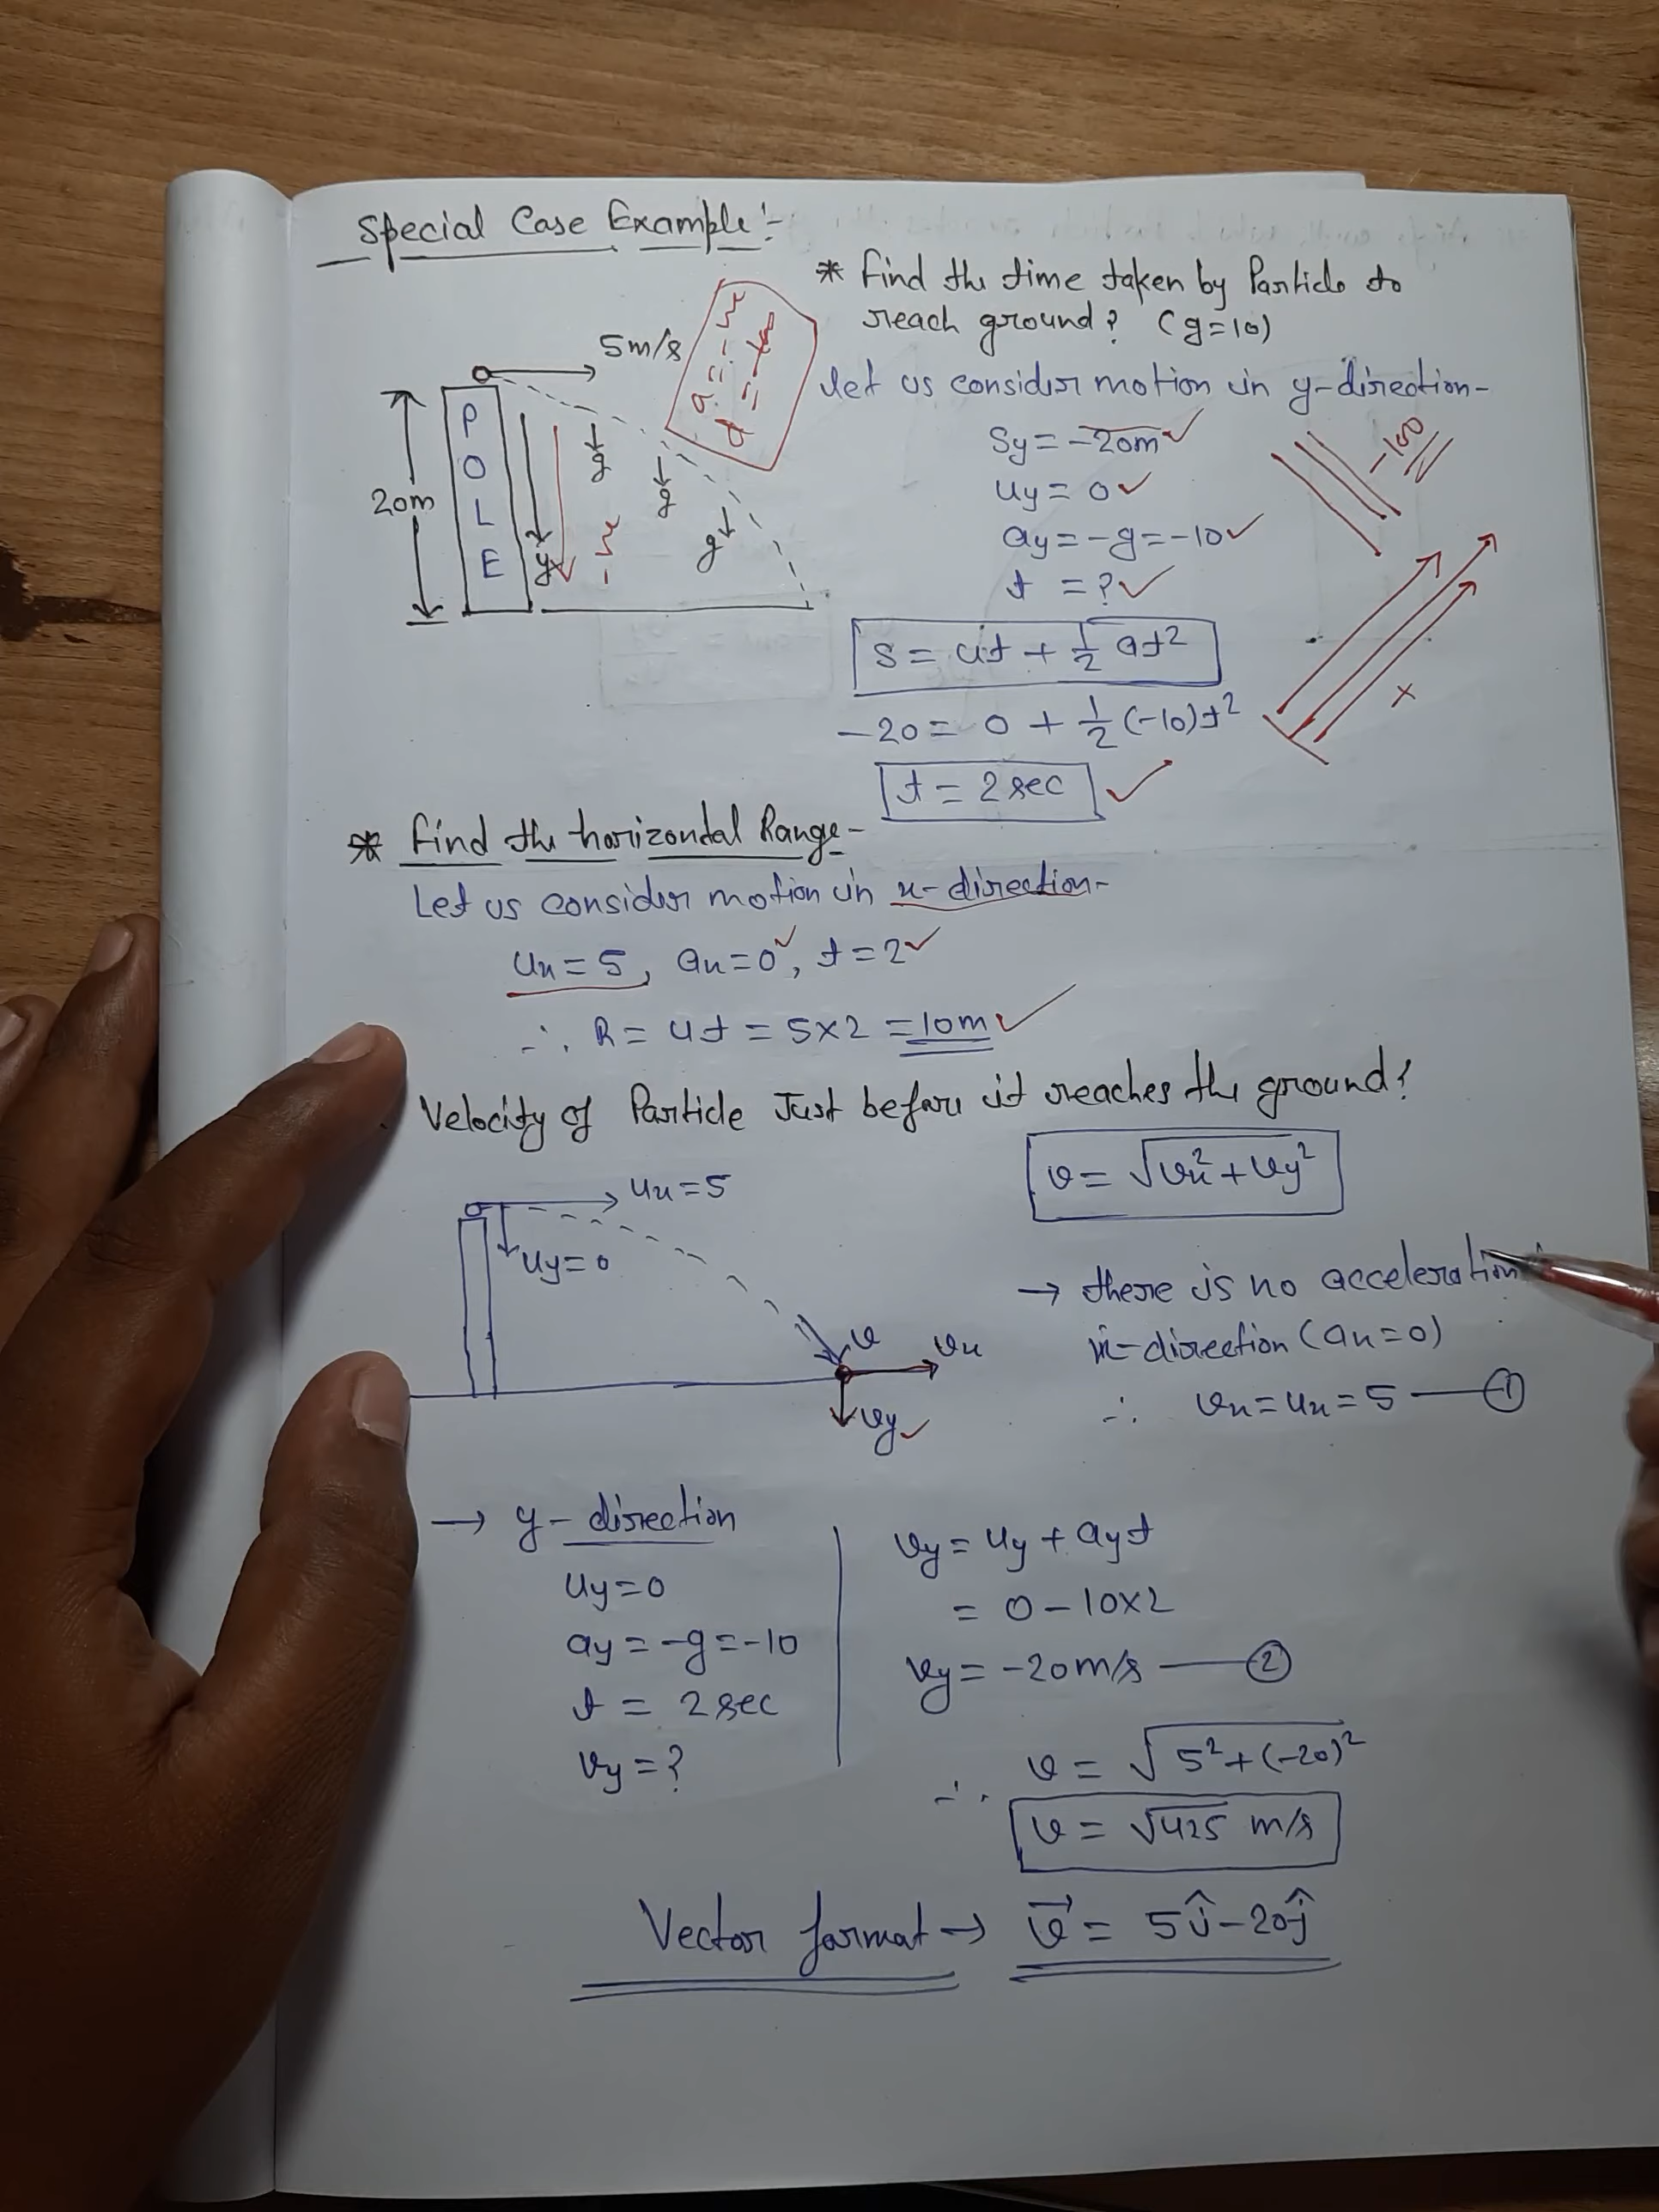 Special Case Example:-
* Find the time taken by Particle to
reach ground? (g=10)
5m/s
Let us consider motion in y-direction-
POLE
20m
g
g
g
y
Sy = -20m
uy = 0
ay = -g = -10
t = ?
-150
x
s = ut + 1/2 at²
-20 = 0 + 1/2 (-10)t²
t = 2sec
* Find the horizontal Range-
Let us consider motion in x-direction-
ux = 5, ax = 0, t = 2
∴ R = ut = 5×2 = 10m
Velocity of Particle Just before it reaches the ground?
v = √vx² + vy²
ux = 5
uy = 0
v
vx
vy
→ there is no acceleration
-direction (ax = 0)
∴ vx = ux = 5 — ①
→ y-direction
uy = 0
ay = -g = -10
t = 2sec
vy = ?
vy = uy + ayt
= 0 - 10×2
vy = -20m/s — ②
∴ v = √5² + (-20)²
v = √425 m/s
Vector format → v⃗ = 5î - 20ĵ